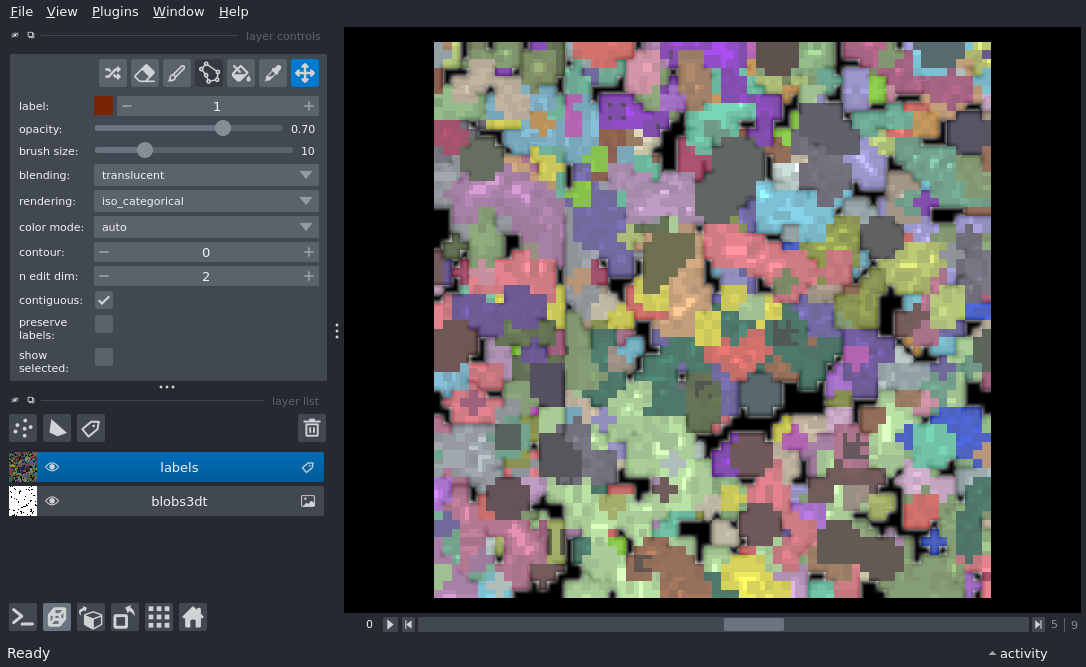 File View Plugins Window Help
layer controls
label: 1
opacity: 0.70
brush size: 10
blending: translucent
rendering: iso_categorical
color mode: auto
contour: 0
n edit dim: 2
contiguous:
preserve
labels:
show
selected:
layer list
labels
blobs3dt
0 5 | 9
Ready activity